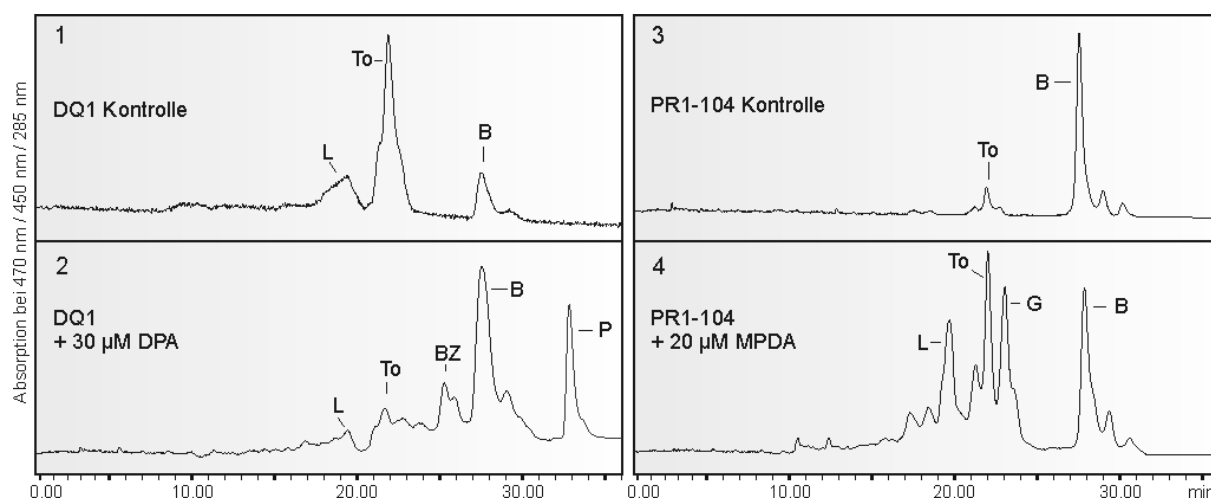 Absorption bei 470 nm / 450 nm / 285 nm
1
DQ1 Kontrolle
L
To
B
2
DQ1
+ 30 µM DPA
L
To
BZ
B
P
0.00 10.00 20.00 30.00
3
PR1-104 Kontrolle
To
B
4
PR1-104
+ 20 µM MPDA
L
To
G
B
0.00 10.00 20.00 30.00 min